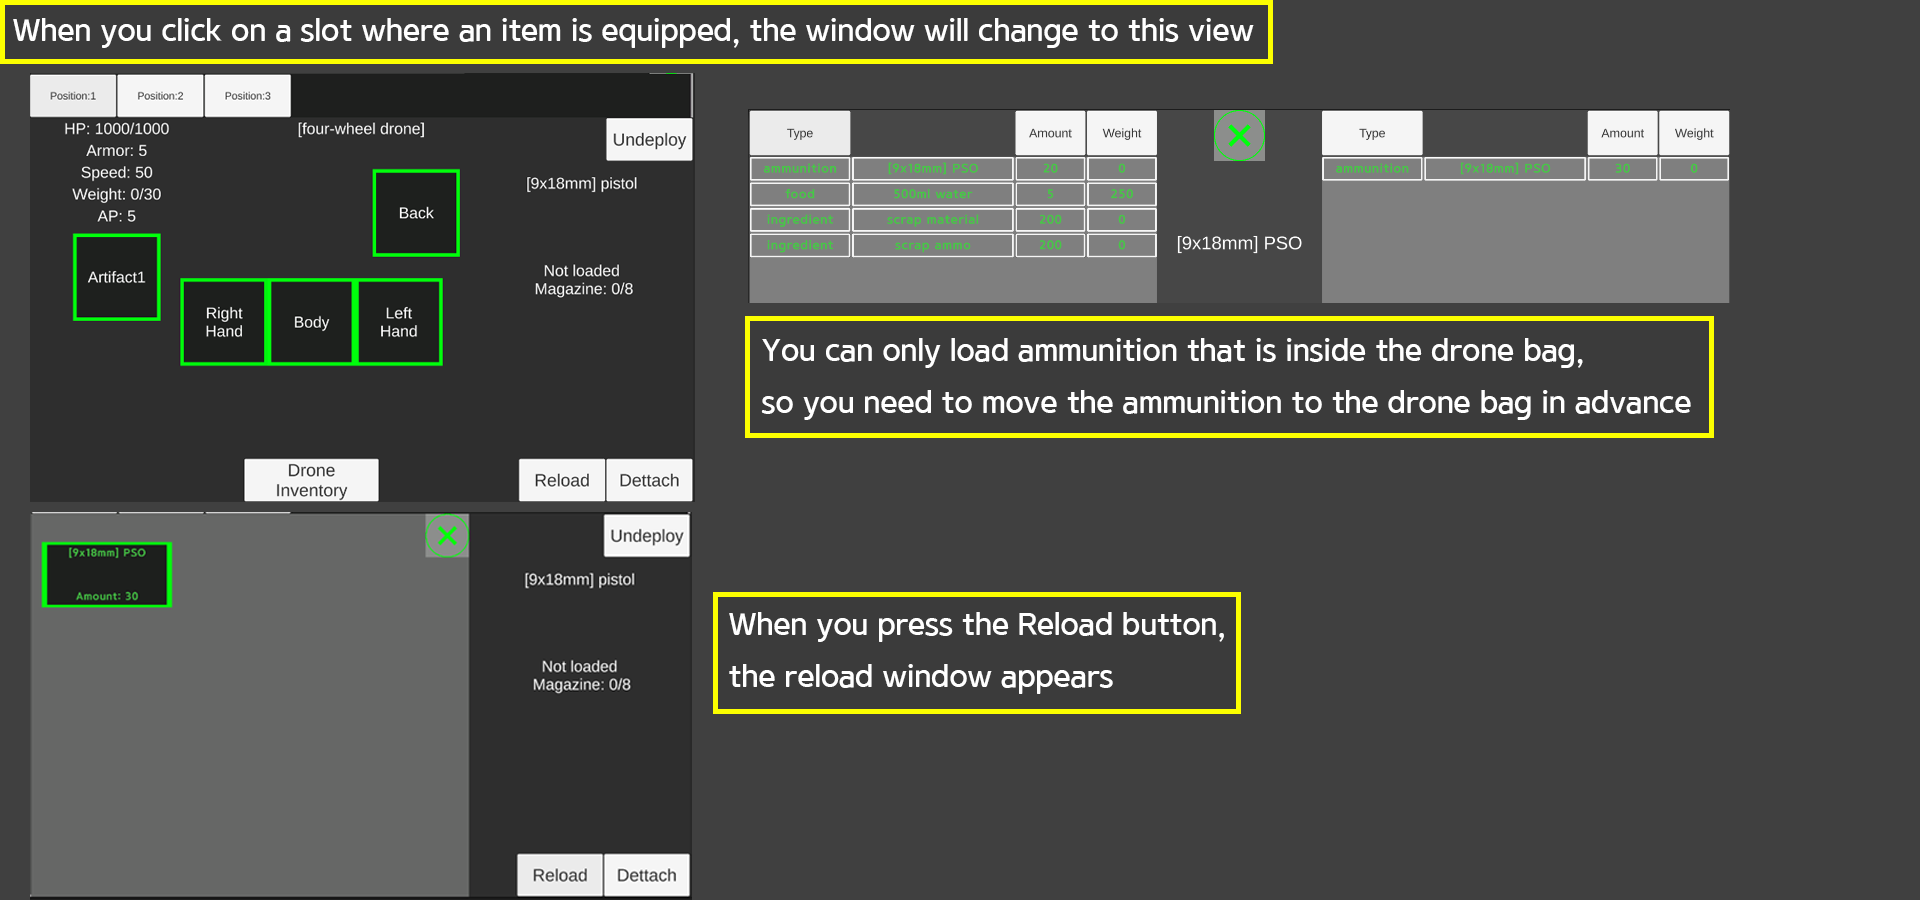 When you click on a slot where an item is equipped, the window will change to this view
Position:1 Position:2 Position:3
HP: 1000/1000
Armor: 5
Speed: 50
Weight: 0/30
AP: 5
[four-wheel drone]
Undeploy
[9x18mm] pistol
Back
Artifact1
Right
Hand
Body
Left
Hand
Not loaded
Magazine: 0/8
Drone
Inventory
Reload Dettach
Type Amount Weight
ammunition [9x18mm] PSO 20 0
food 500ml water 5 250
ingredient scrap material 200 0
ingredient scrap ammo 200 0
[9x18mm] PSO
Type Amount Weight
ammunition [9x18mm] PSO 30 0
You can only load ammunition that is inside the drone bag,
so you need to move the ammunition to the drone bag in advance
[9x18mm] PSO
Amount: 30
Undeploy
[9x18mm] pistol
Not loaded
Magazine: 0/8
Reload Dettach
When you press the Reload button,
the reload window appears